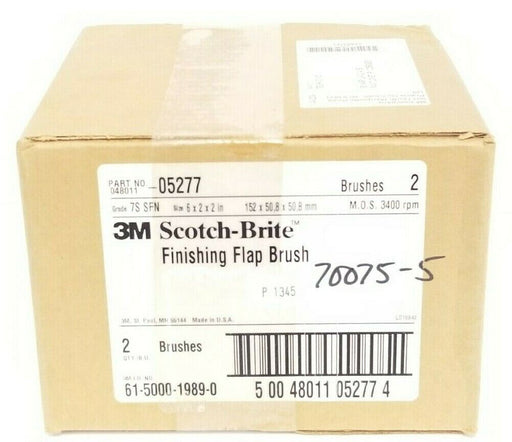 PART NO.
048011 -05277 Brushes 2
Grade 7S SFN Size 6 x 2 x 2 in 152 x 50,8 x 50,8 mm M.O.S. 3400 rpm
3M Scotch-Brite™
Finishing Flap Brush
70075-5
P 1345
3M, St. Paul, MN 55144 Made in U.S.A.
2 Brushes
61-5000-1989-0
5 00 48011 05277 4